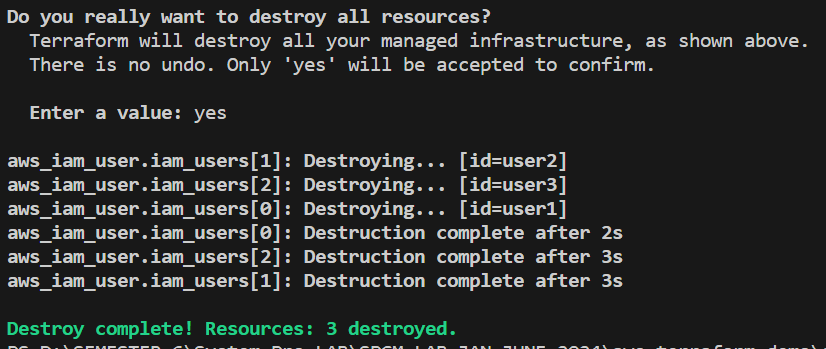 Do you really want to destroy all resources?
  Terraform will destroy all your managed infrastructure, as shown above.
  There is no undo. Only 'yes' will be accepted to confirm.

  Enter a value: yes

aws_iam_user.iam_users[1]: Destroying... [id=user2]
aws_iam_user.iam_users[2]: Destroying... [id=user3]
aws_iam_user.iam_users[0]: Destroying... [id=user1]
aws_iam_user.iam_users[0]: Destruction complete after 2s
aws_iam_user.iam_users[2]: Destruction complete after 3s
aws_iam_user.iam_users[1]: Destruction complete after 3s

Destroy complete! Resources: 3 destroyed.